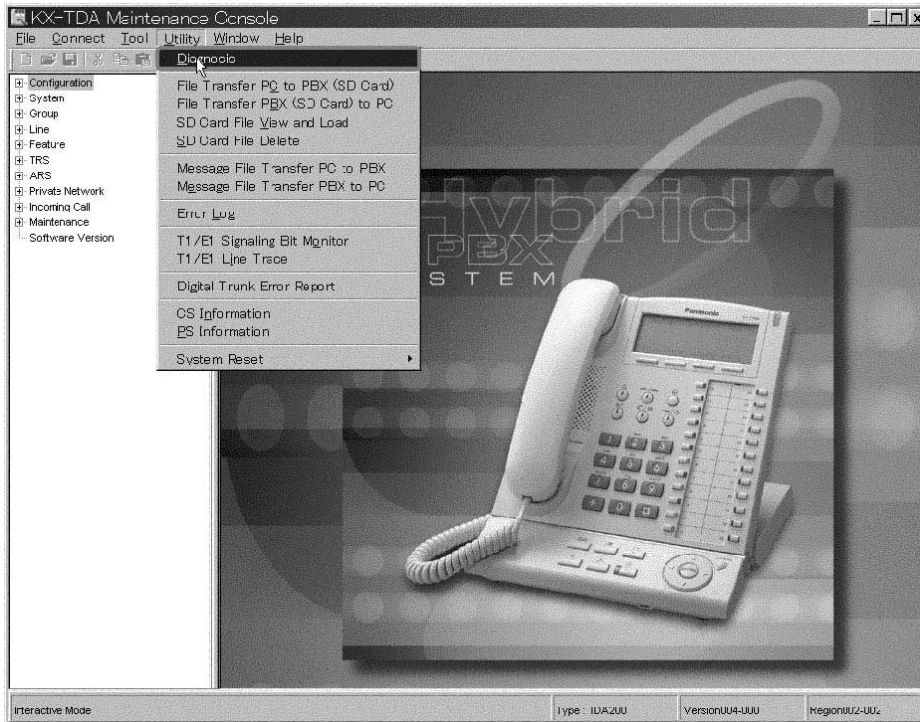 KX-TDA Maintenance Console
File Connect Tool Utility Window Help
Diagnosis
File Transfer PC to PBX (SD Card)
File Transfer PBX (SD Card) to PC
SD Card File View and Load
SD Card File Delete
Message File Transfer PC to PBX
Message File Transfer PBX to PC
Error Log
T1/E1 Signaling Bit Monitor
T1/E1 Line Trace
Digital Trunk Error Report
CS Information
PS Information
System Reset
Configuration
System
Group
Line
Feature
TRS
ARS
Private Network
Incoming Call
Maintenance
Software Version
Hybrid
PBX
STEM
Panasonic
Interactive Mode
Type : TDA200
Version004-000
Region002-002